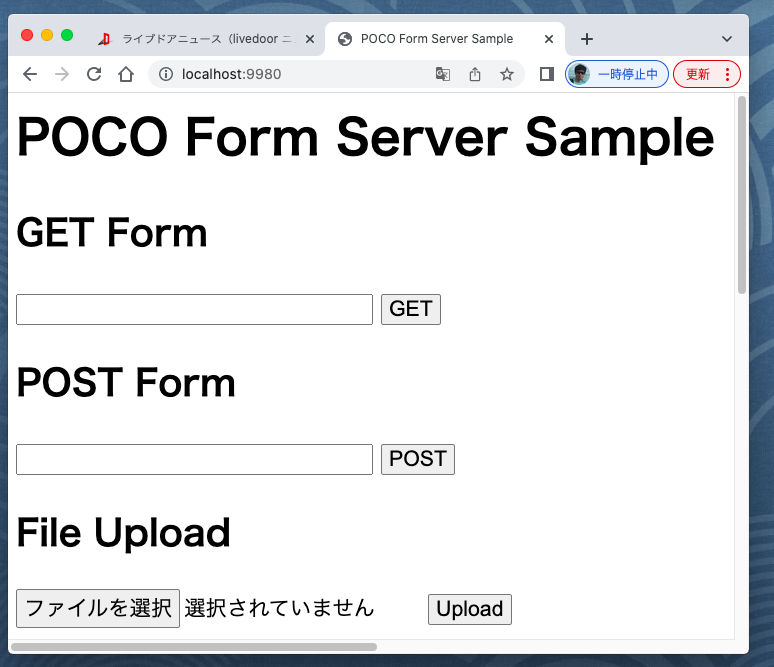 ライブドアニュース（livedoor ニ
POCO Form Server Sample
localhost:9980
一時停止中
更新
POCO Form Server Sample
GET Form
GET
POST Form
POST
File Upload
ファイルを選択 選択されていません Upload